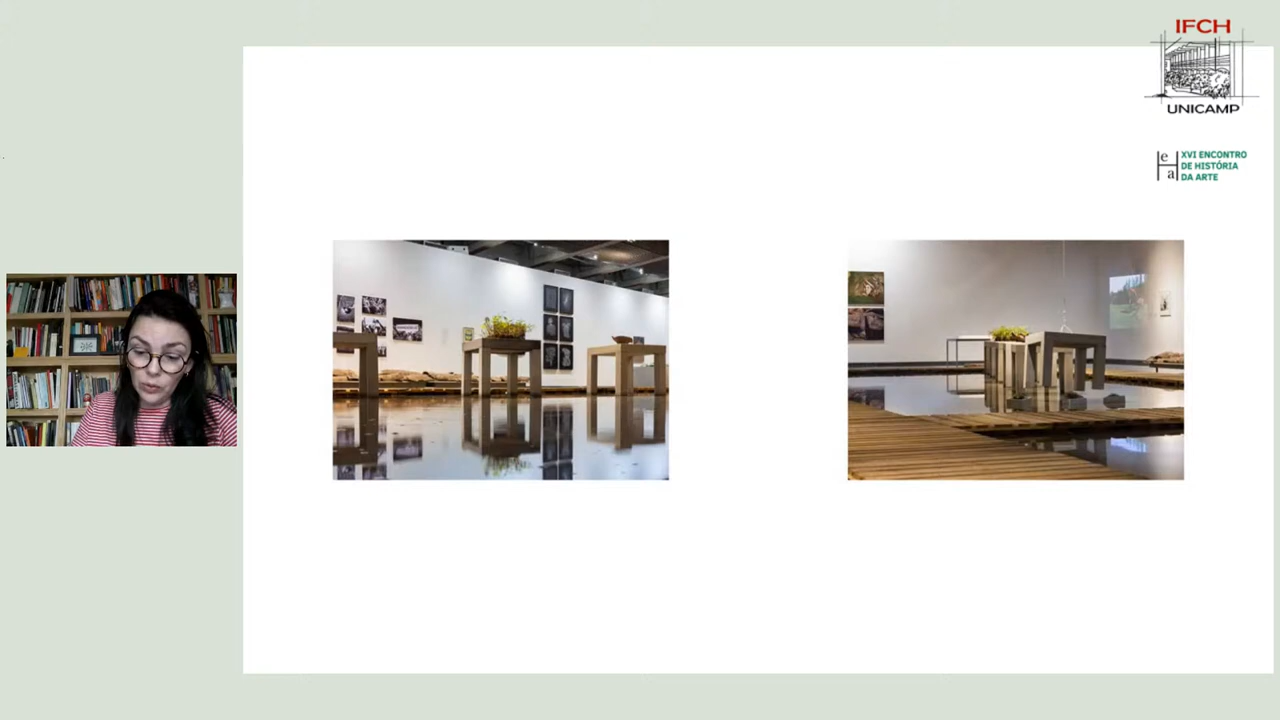 IFCH
UNICAMP
e
a
XVI ENCONTRO
DE HISTÓRIA
DA ARTE